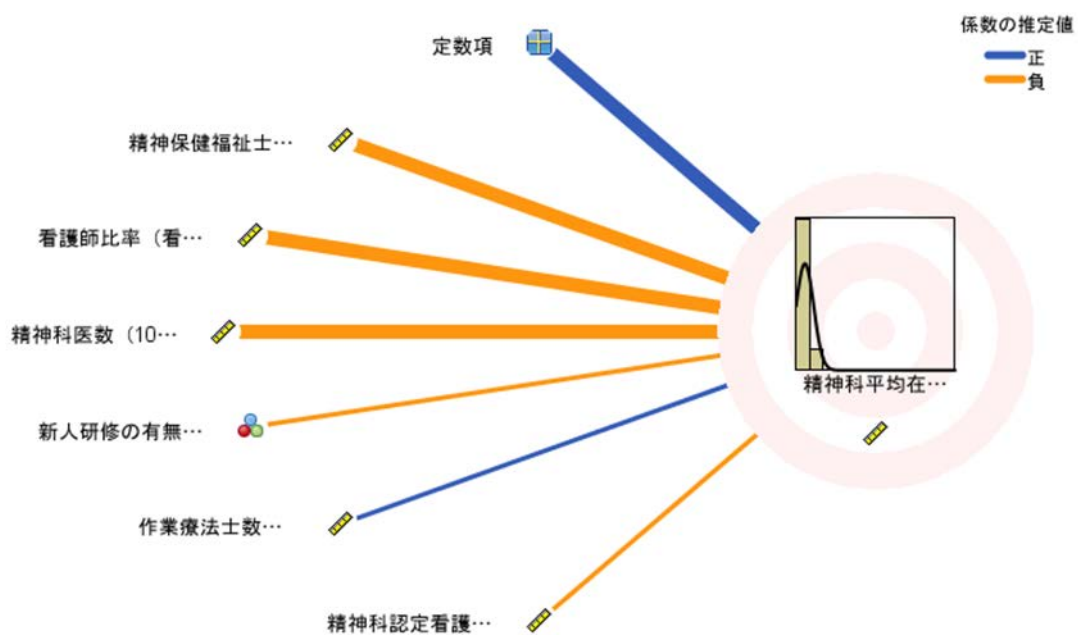 係数の推定値
正
負
定数項
精神保健福祉士…
看護師比率（看…
精神科医数（10…
新人研修の有無…
作業療法士数…
精神科認定看護…
精神科平均在…